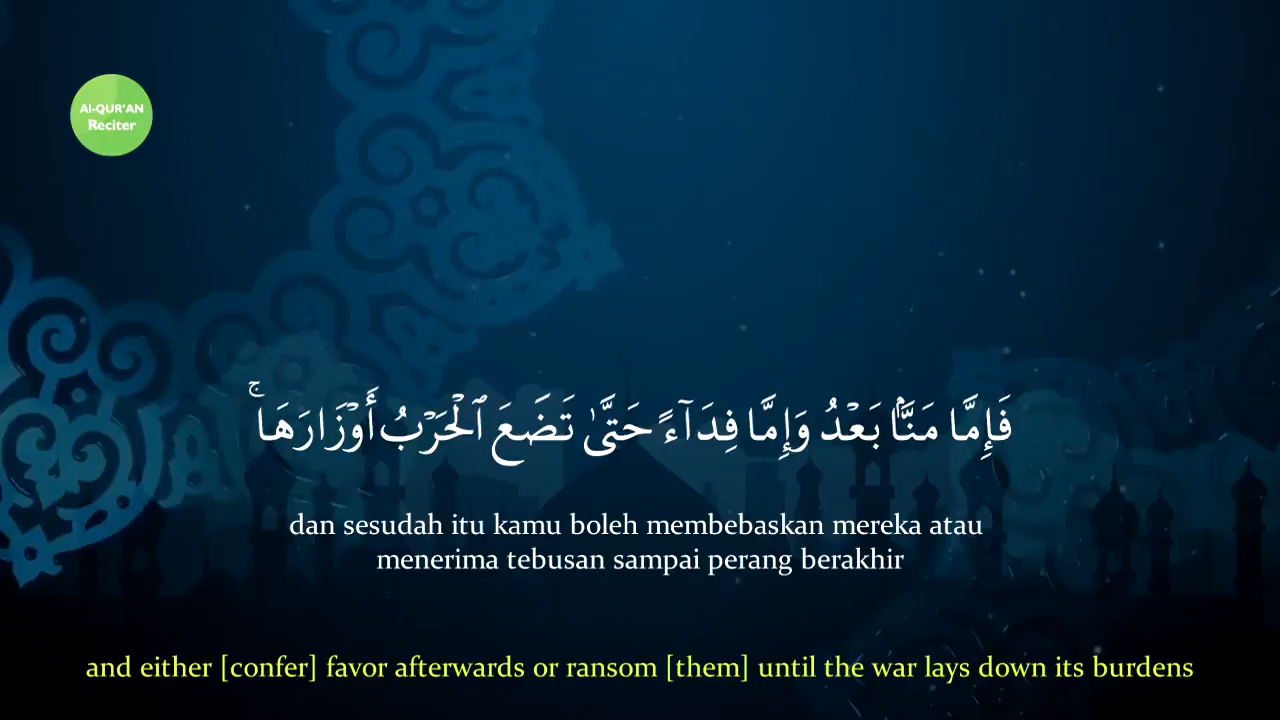 Al-QUR'AN
Reciter
فَإِمَّا مَنَّۢا بَعْدُ وَإِمَّا فِدَآءً حَتَّىٰ تَضَعَ ٱلْحَرْبُ أَوْزَارَهَا ۚ
dan sesudah itu kamu boleh membebaskan mereka atau
menerima tebusan sampai perang berakhir
and either [confer] favor afterwards or ransom [them] until the war lays down its burdens